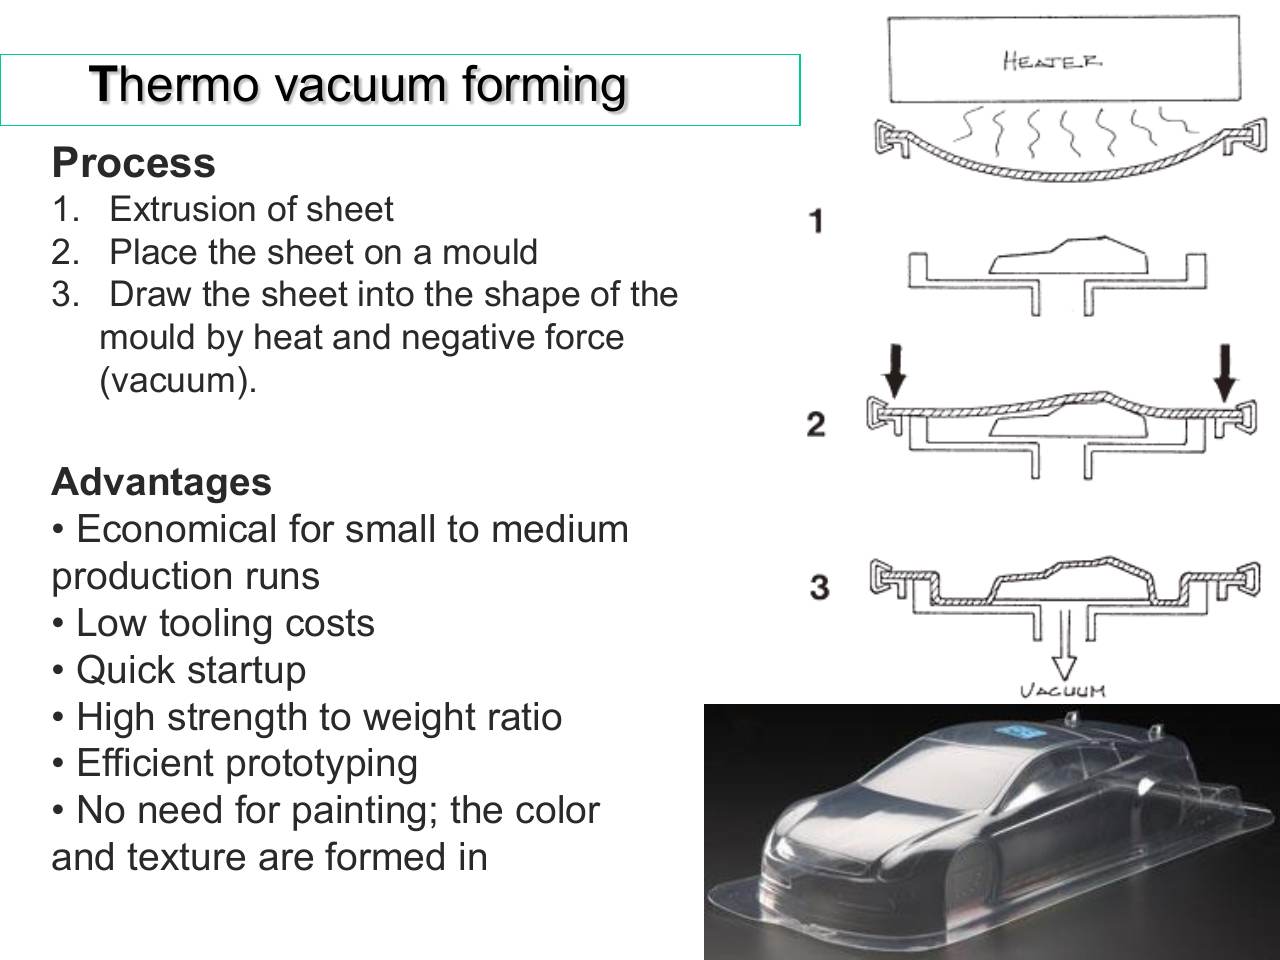 Thermo vacuum forming
Process
1. Extrusion of sheet
2. Place the sheet on a mould
3. Draw the sheet into the shape of the
mould by heat and negative force
(vacuum).
Advantages
• Economical for small to medium
production runs
• Low tooling costs
• Quick startup
• High strength to weight ratio
• Efficient prototyping
• No need for painting; the color
and texture are formed in
HEATER
1
2
3
VACUUM